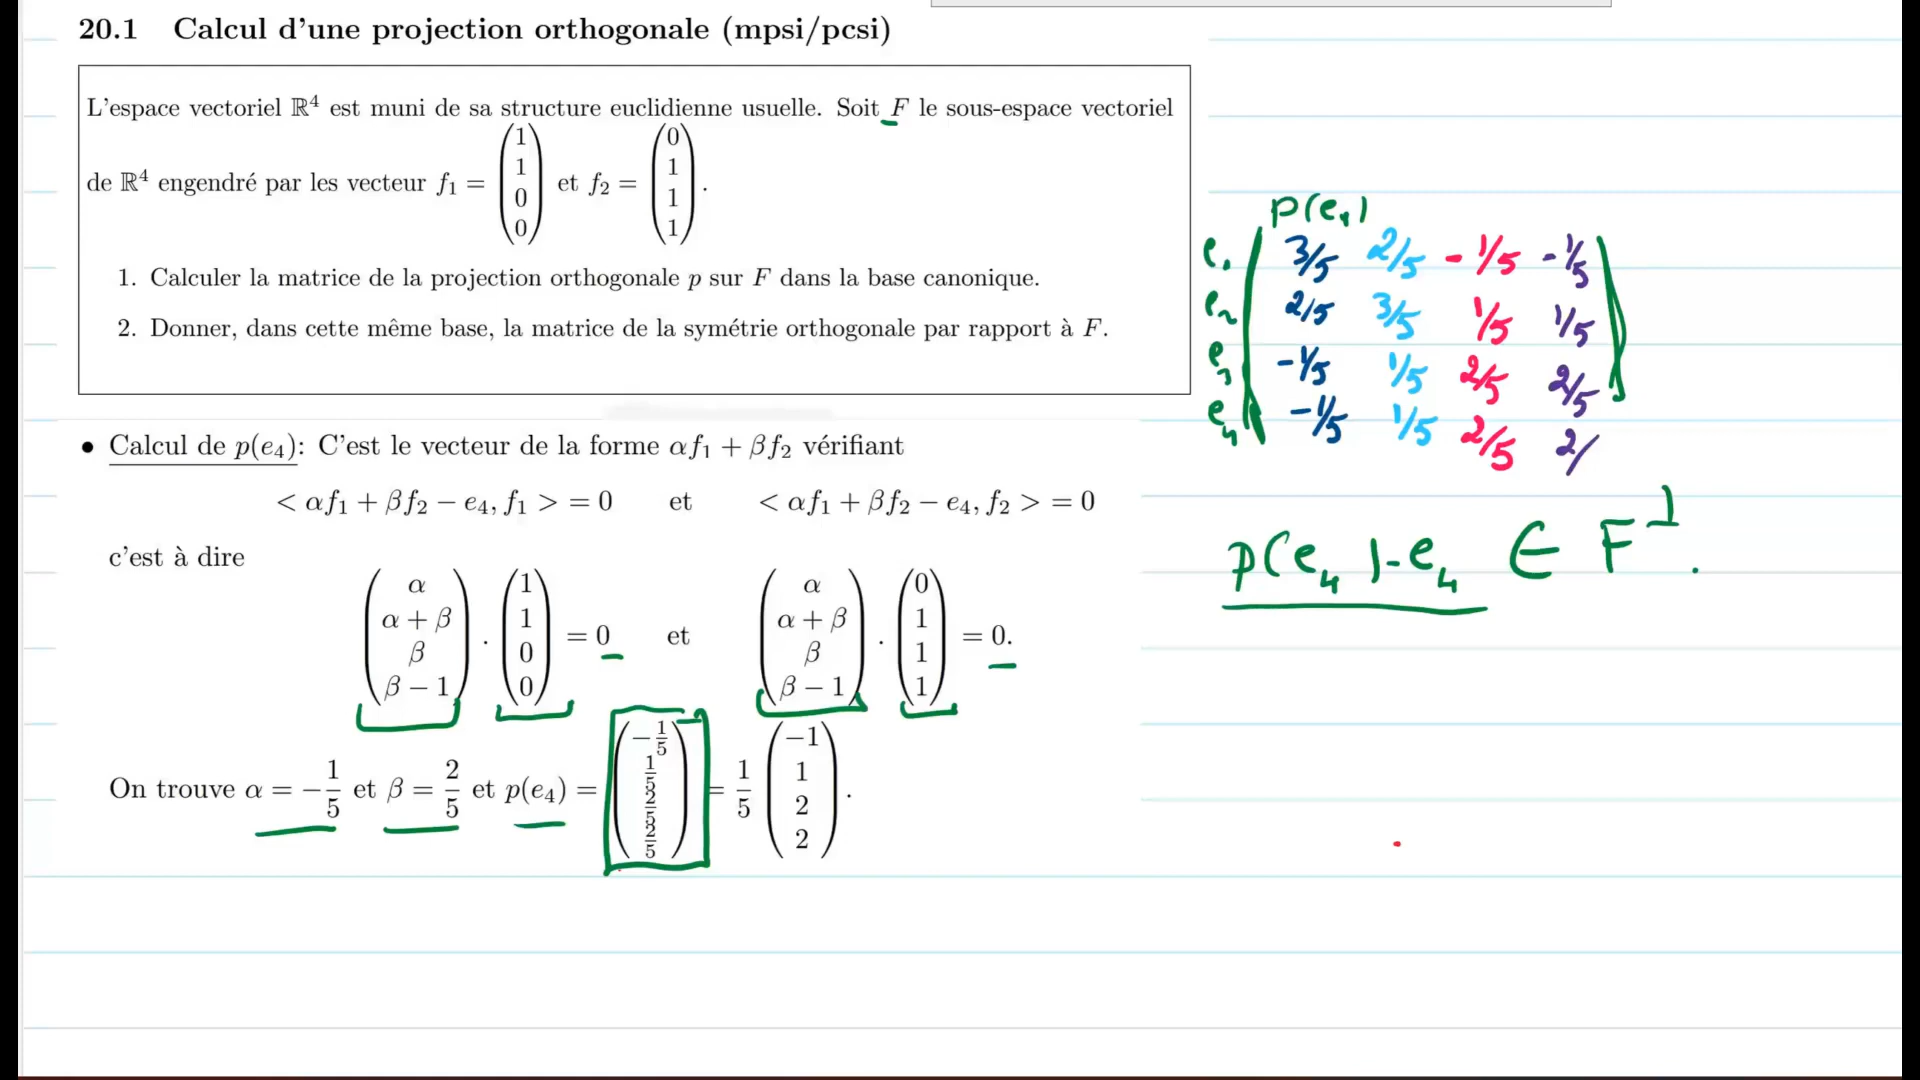 20.1 Calcul d'une projection orthogonale (mpsi/pcsi)
L'espace vectoriel ℝ⁴ est muni de sa structure euclidienne usuelle. Soit F le sous-espace vectoriel
de ℝ⁴ engendré par les vecteur f₁ = (1 1 0 0) et f₂ = (0 1 1 1).
1. Calculer la matrice de la projection orthogonale p sur F dans la base canonique.
2. Donner, dans cette même base, la matrice de la symétrie orthogonale par rapport à F.
• Calcul de p(e₄): C'est le vecteur de la forme αf₁ + βf₂ vérifiant
< αf₁ + βf₂ − e₄, f₁ > = 0 et < αf₁ + βf₂ − e₄, f₂ > = 0
c'est à dire
(α α + β β β − 1) · (1 1 0 0) = 0 et (α α + β β β − 1) · (0 1 1 1) = 0.
On trouve α = −1/5 et β = 2/5 et p(e₄) = (−1/5 1/5 2/5 2/5) = 1/5 (−1 1 2 2).
p(e₁)
e₁ 3/5 2/5 -1/5 -1/5
e₂ 2/5 3/5 1/5 1/5
e₃ -1/5 1/5 2/5 2/5
e₄ -1/5 1/5 2/5 2/
p(e₄)-e₄ ∈ F^⊥.